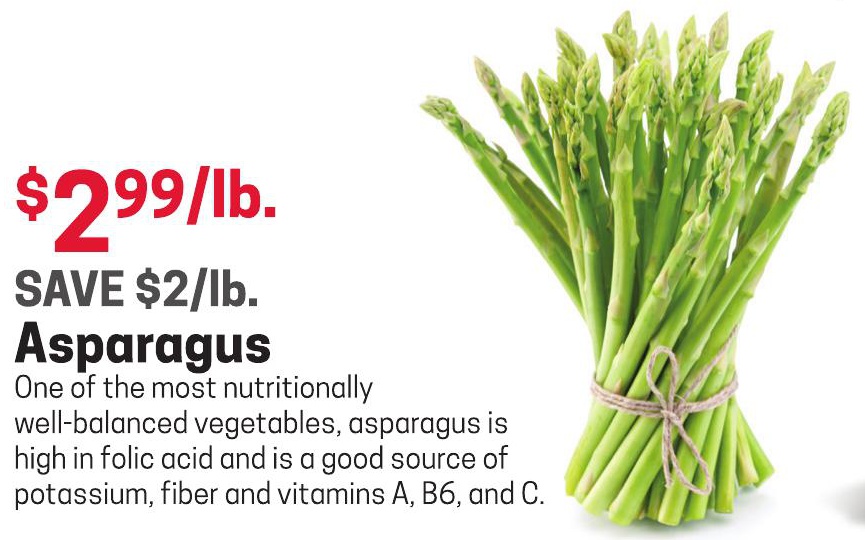 $2.99/lb.
SAVE $2/lb.
Asparagus
One of the most nutritionally
well-balanced vegetables, asparagus is
high in folic acid and is a good source of
potassium, fiber and vitamins A, B6, and C.